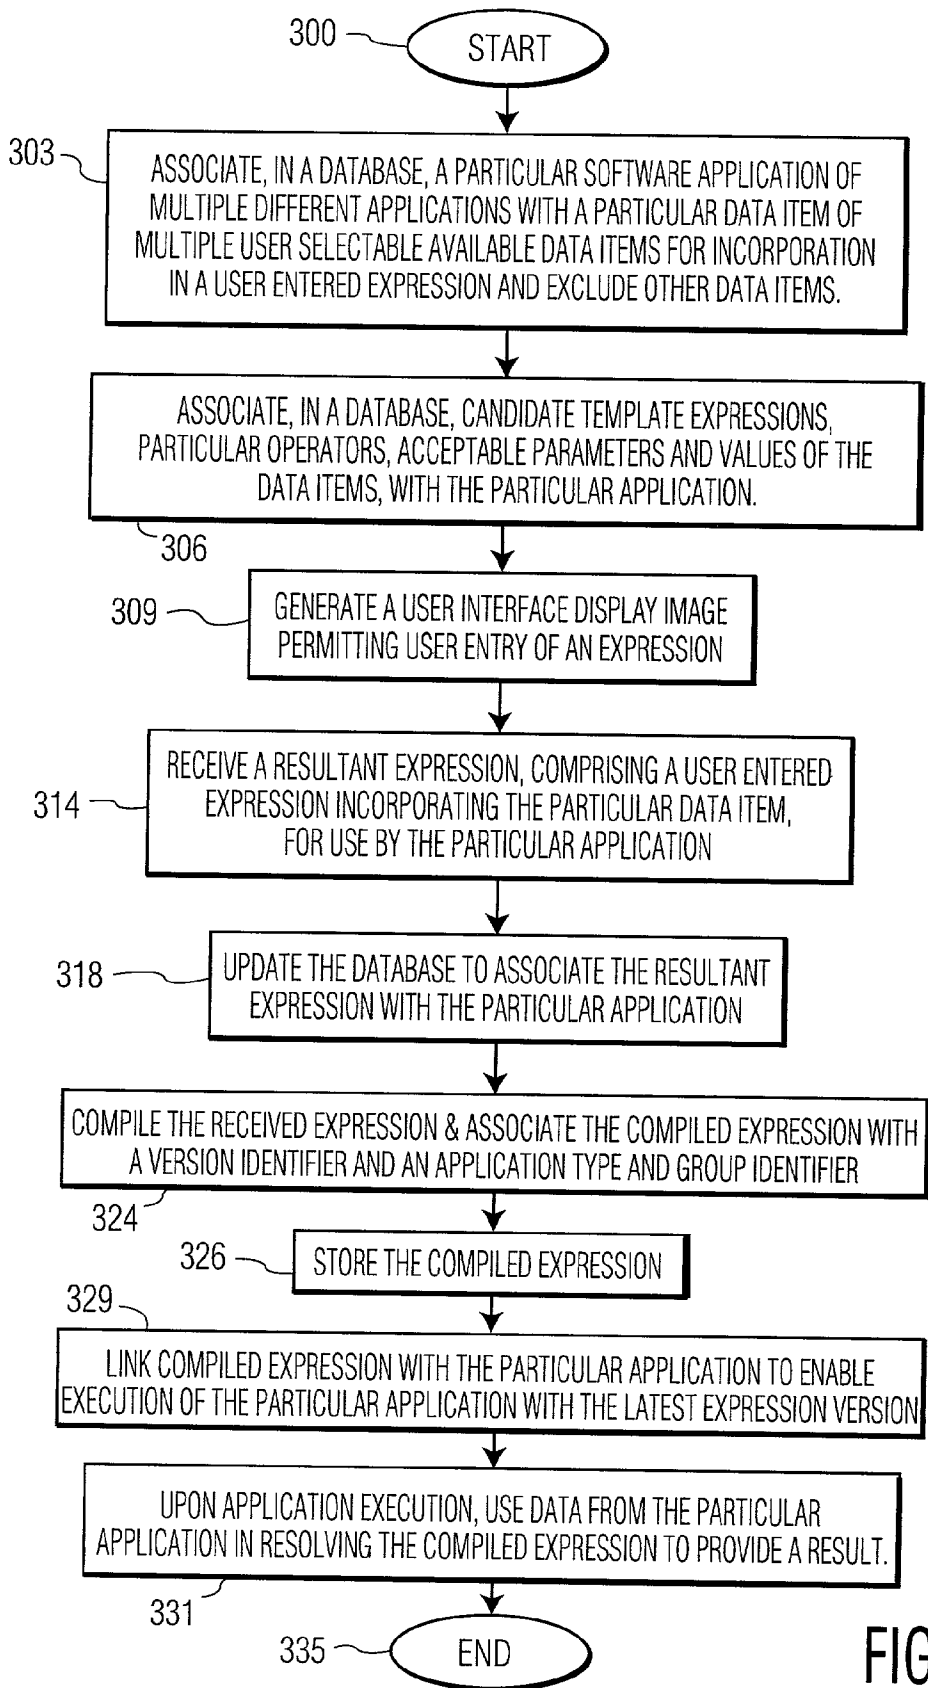 300
START
303
ASSOCIATE, IN A DATABASE, A PARTICULAR SOFTWARE APPLICATION OF
MULTIPLE DIFFERENT APPLICATIONS WITH A PARTICULAR DATA ITEM OF
MULTIPLE USER SELECTABLE AVAILABLE DATA ITEMS FOR INCORPORATION
IN A USER ENTERED EXPRESSION AND EXCLUDE OTHER DATA ITEMS.
ASSOCIATE, IN A DATABASE, CANDIDATE TEMPLATE EXPRESSIONS,
PARTICULAR OPERATORS, ACCEPTABLE PARAMETERS AND VALUES OF THE
DATA ITEMS, WITH THE PARTICULAR APPLICATION.
306
309
GENERATE A USER INTERFACE DISPLAY IMAGE
PERMITTING USER ENTRY OF AN EXPRESSION
314
RECEIVE A RESULTANT EXPRESSION, COMPRISING A USER ENTERED
EXPRESSION INCORPORATING THE PARTICULAR DATA ITEM,
FOR USE BY THE PARTICULAR APPLICATION
318
UPDATE THE DATABASE TO ASSOCIATE THE RESULTANT
EXPRESSION WITH THE PARTICULAR APPLICATION
COMPILE THE RECEIVED EXPRESSION & ASSOCIATE THE COMPILED EXPRESSION WITH
A VERSION IDENTIFIER AND AN APPLICATION TYPE AND GROUP IDENTIFIER
324
326
STORE THE COMPILED EXPRESSION
329
LINK COMPILED EXPRESSION WITH THE PARTICULAR APPLICATION TO ENABLE
EXECUTION OF THE PARTICULAR APPLICATION WITH THE LATEST EXPRESSION VERSION
UPON APPLICATION EXECUTION, USE DATA FROM THE PARTICULAR
APPLICATION IN RESOLVING THE COMPILED EXPRESSION TO PROVIDE A RESULT.
331
335
END
FIG